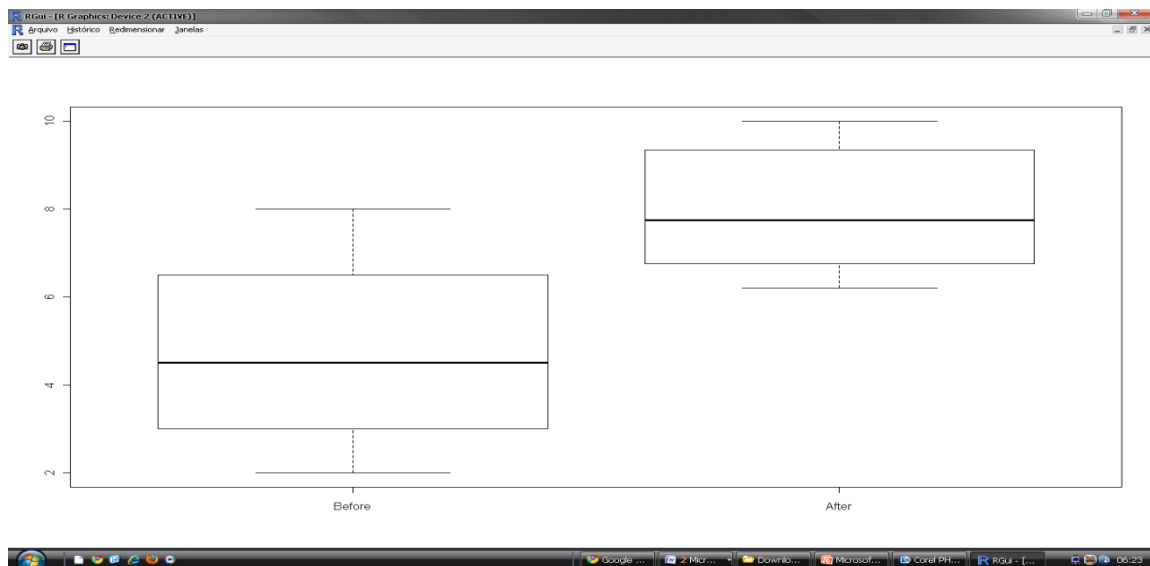 RGui - [R Graphics: Device 2 (ACTIVE)]
Arquivo Histórico Redimensionar Janelas
10
8
6
4
2
Before After
Google ... 2 Micr... Downlo... Microsof... Corel PH... RGui - [... 06:23